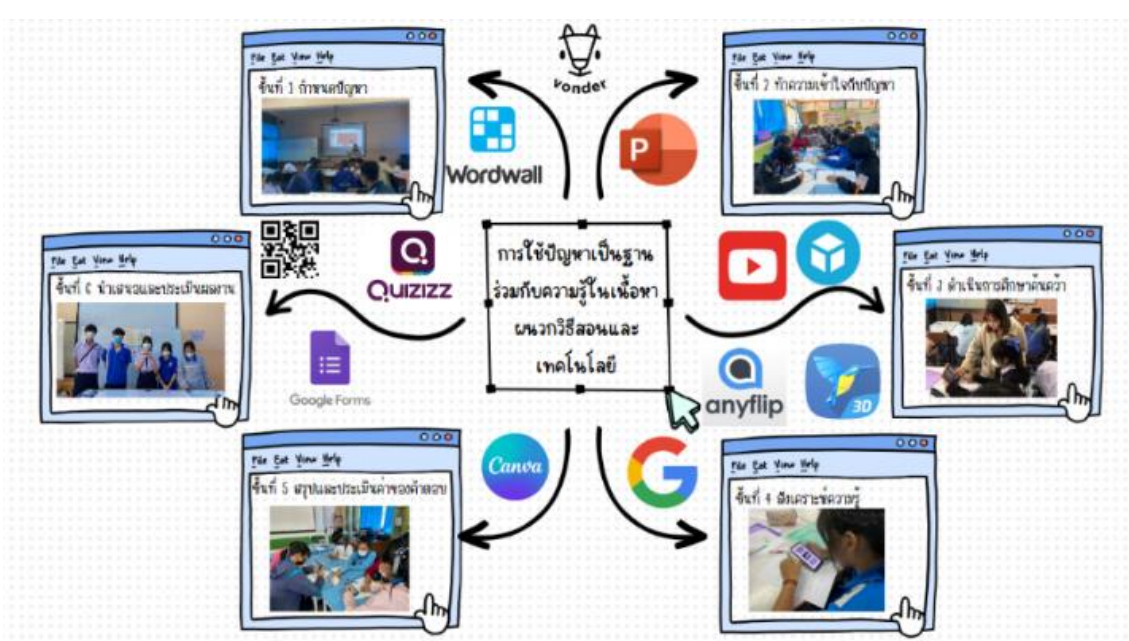 File Eat View Help
ขั้นที่ 1 กำหนดปัญหา
vonder
Wordwall
P
File Eat View Help
ขั้นที่ 2 ทำความเข้าใจกับปัญหา
File Eat View Help
ขั้นที่ 6 นำเสนอและประเมินผลงาน
QUIZIZZ
Google Forms
การใช้ปัญหาเป็นฐาน
ร่วมกับความรู้ในเนื้อหา
ผนวกวิธีสอนและ
เทคโนโลยี
anyflip
3D
File Eat View Help
ขั้นที่ 3 ดำเนินการศึกษาค้นคว้า
File Eat View Help
ขั้นที่ 5 สรุปและประเมินค่าของคำตอบ
Canva
G
File Eat View Help
ขั้นที่ 4 สังเคราะห์ความรู้